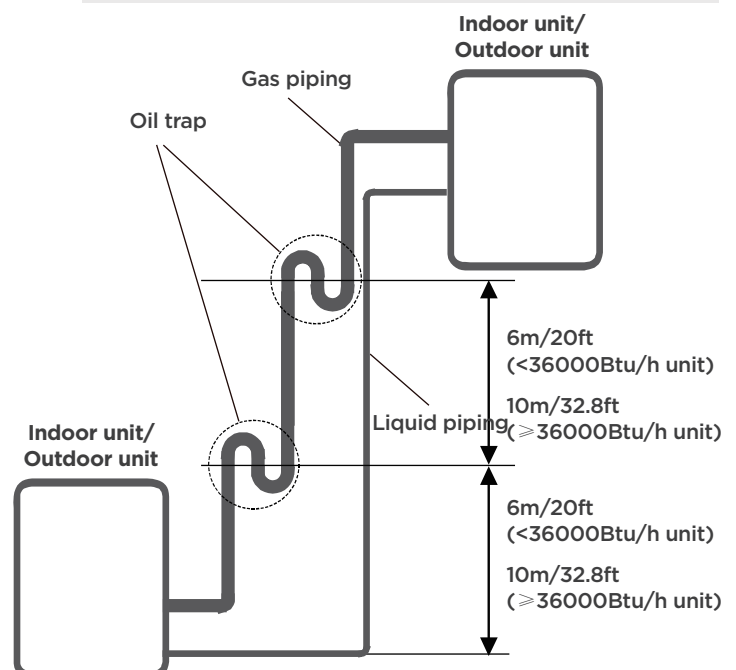 Indoor unit/
Outdoor unit
Gas piping
Oil trap
6m/20ft
(<36000Btu/h unit)
10m/32.8ft
(⩾36000Btu/h unit)
Liquid piping
Indoor unit/
Outdoor unit
6m/20ft
(<36000Btu/h unit)
10m/32.8ft
(⩾36000Btu/h unit)